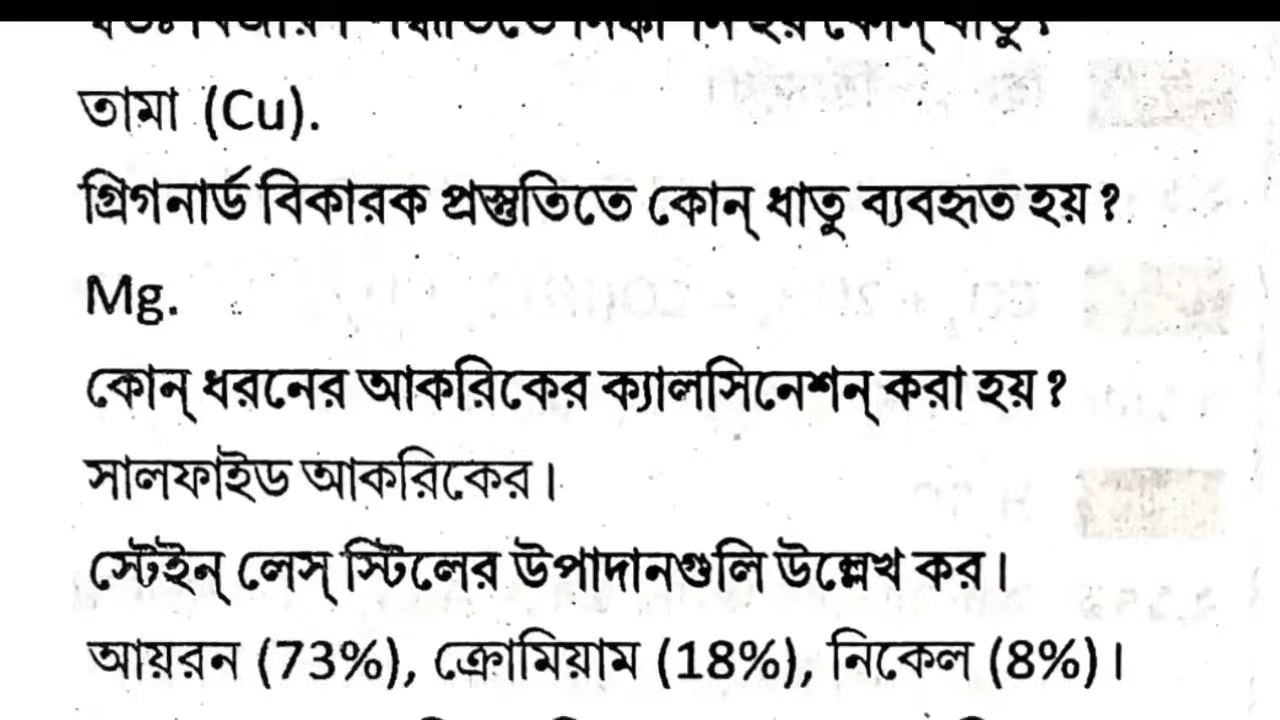 তামা (Cu).
গ্রিগনার্ড বিকারক প্রস্তুতিতে কোন্ ধাতু ব্যবহৃত হয় ?
Mg.
কোন্ ধরনের আকরিকের ক্যালসিনেশন্ করা হয় ?
সালফাইড আকরিকের।
স্টেইন্ লেস্ স্টিলের উপাদানগুলি উল্লেখ কর।
আয়রন (73%), ক্রোমিয়াম (18%), নিকেল (8%)।